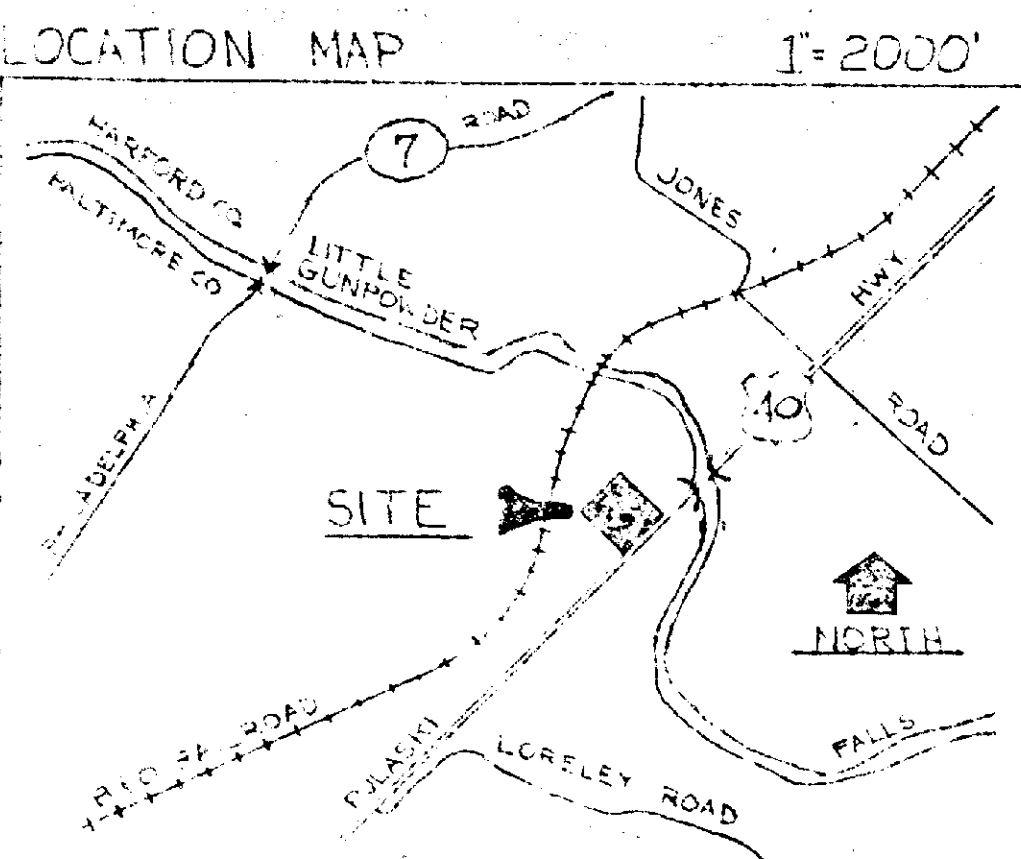 LOCATION MAP 1"= 2000'
HARFORD CO
BALTIMORE CO
7
ROAD
JONES
LITTLE
GUNPOWDER
HWY
40
ROAD
SITE
NORTH
ROAD
PULASKI
LORELEY ROAD
FALLS